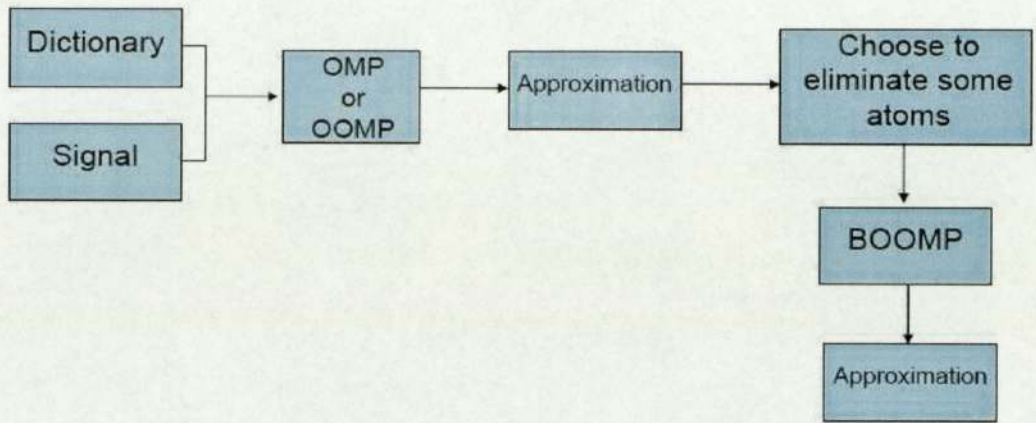 Dictionary
Signal
OMP
or
OOMP
Approximation
Choose to
eliminate some
atoms
BOOMP
Approximation